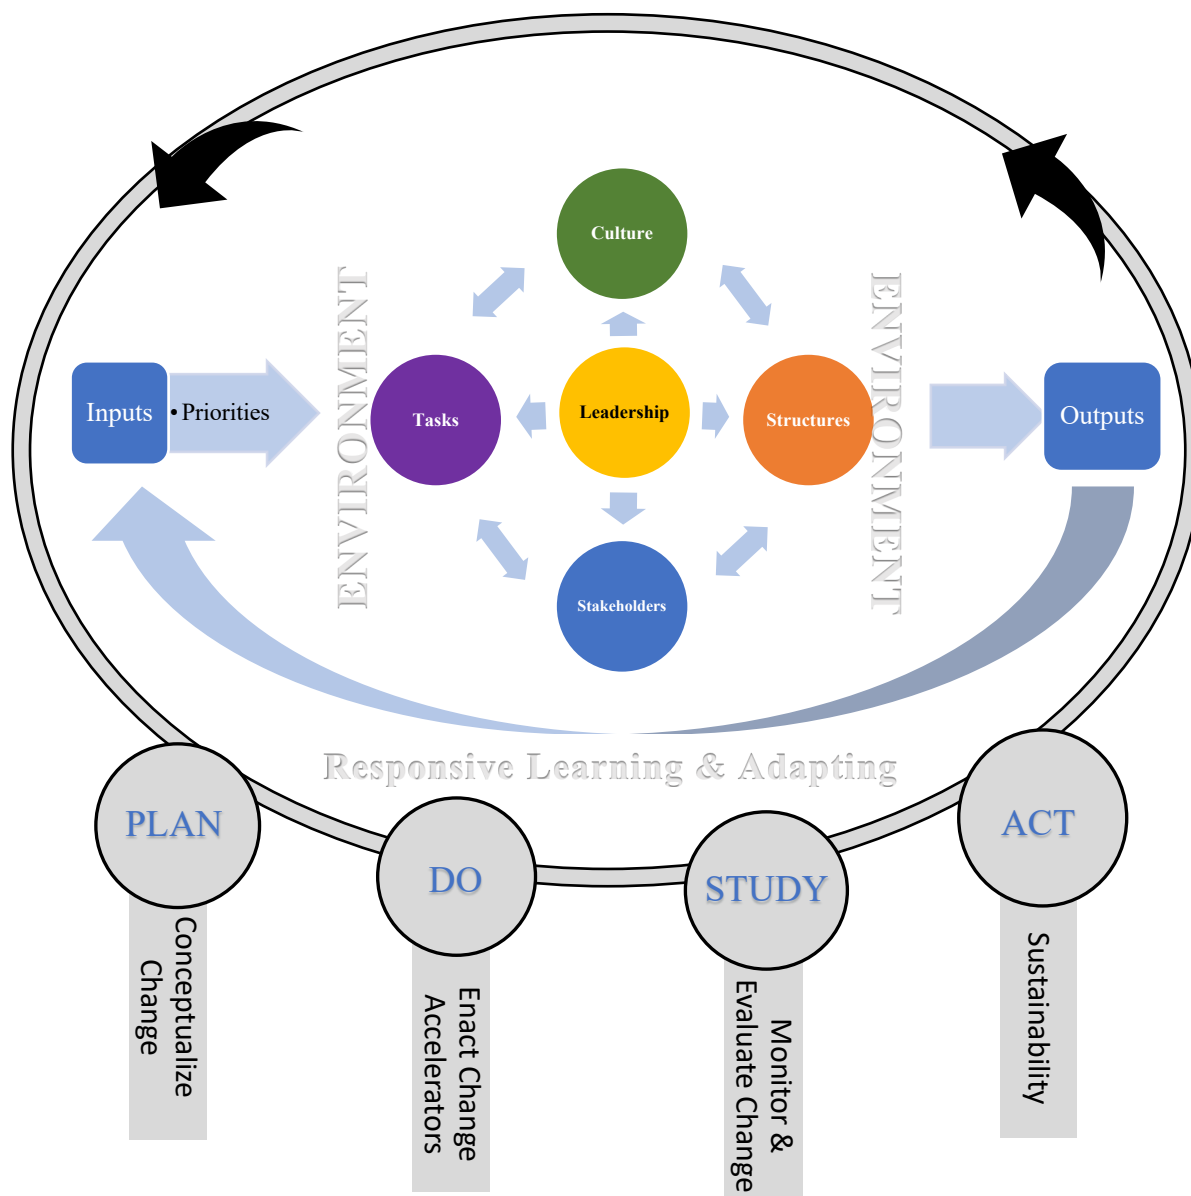 Culture
ENVIRONMENT
ENVIRONMENT
Inputs
• Priorities
Tasks
Leadership
Structures
Outputs
Stakeholders
Responsive Learning & Adapting
PLAN
DO
STUDY
ACT
Conceptualize
Change
Enact Change
Accelerators
Monitor &
Evaluate Change
Sustainability